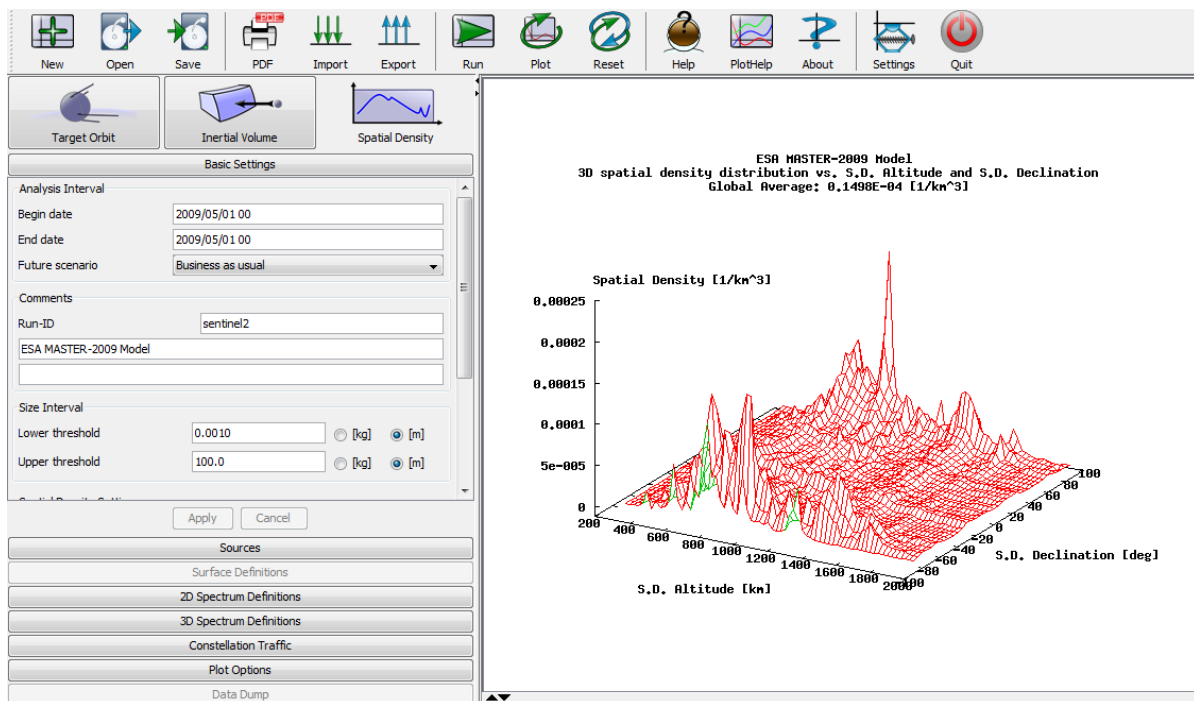 PDF
New Open Save PDF Import Export Run Plot Reset Help PlotHelp About Settings Quit
Target Orbit Inertial Volume Spatial Density
Basic Settings
Analysis Interval
Begin date 2009/05/01 00
End date 2009/05/01 00
Future scenario Business as usual
Comments
Run-ID sentinel2
ESA MASTER-2009 Model
Size Interval
Lower threshold 0.0010 [kg] [m]
Upper threshold 100.0 [kg] [m]
Apply Cancel
Sources
Surface Definitions
2D Spectrum Definitions
3D Spectrum Definitions
Constellation Traffic
Plot Options
Data Dump
ESA MASTER-2009 Model
3D spatial density distribution vs. S.D. Altitude and S.D. Declination
Global Average: 0.1498E-04 [1/km^3]
Spatial Density [1/km^3]
0.00025
0.0002
0.00015
0.0001
5e-005
0
200 400 600 800 1000 1200 1400 1600 1800 2000
S.D. Altitude [km]
-100 -80 -60 -40 -20 0 20 40 60 80 100
S.D. Declination [deg]